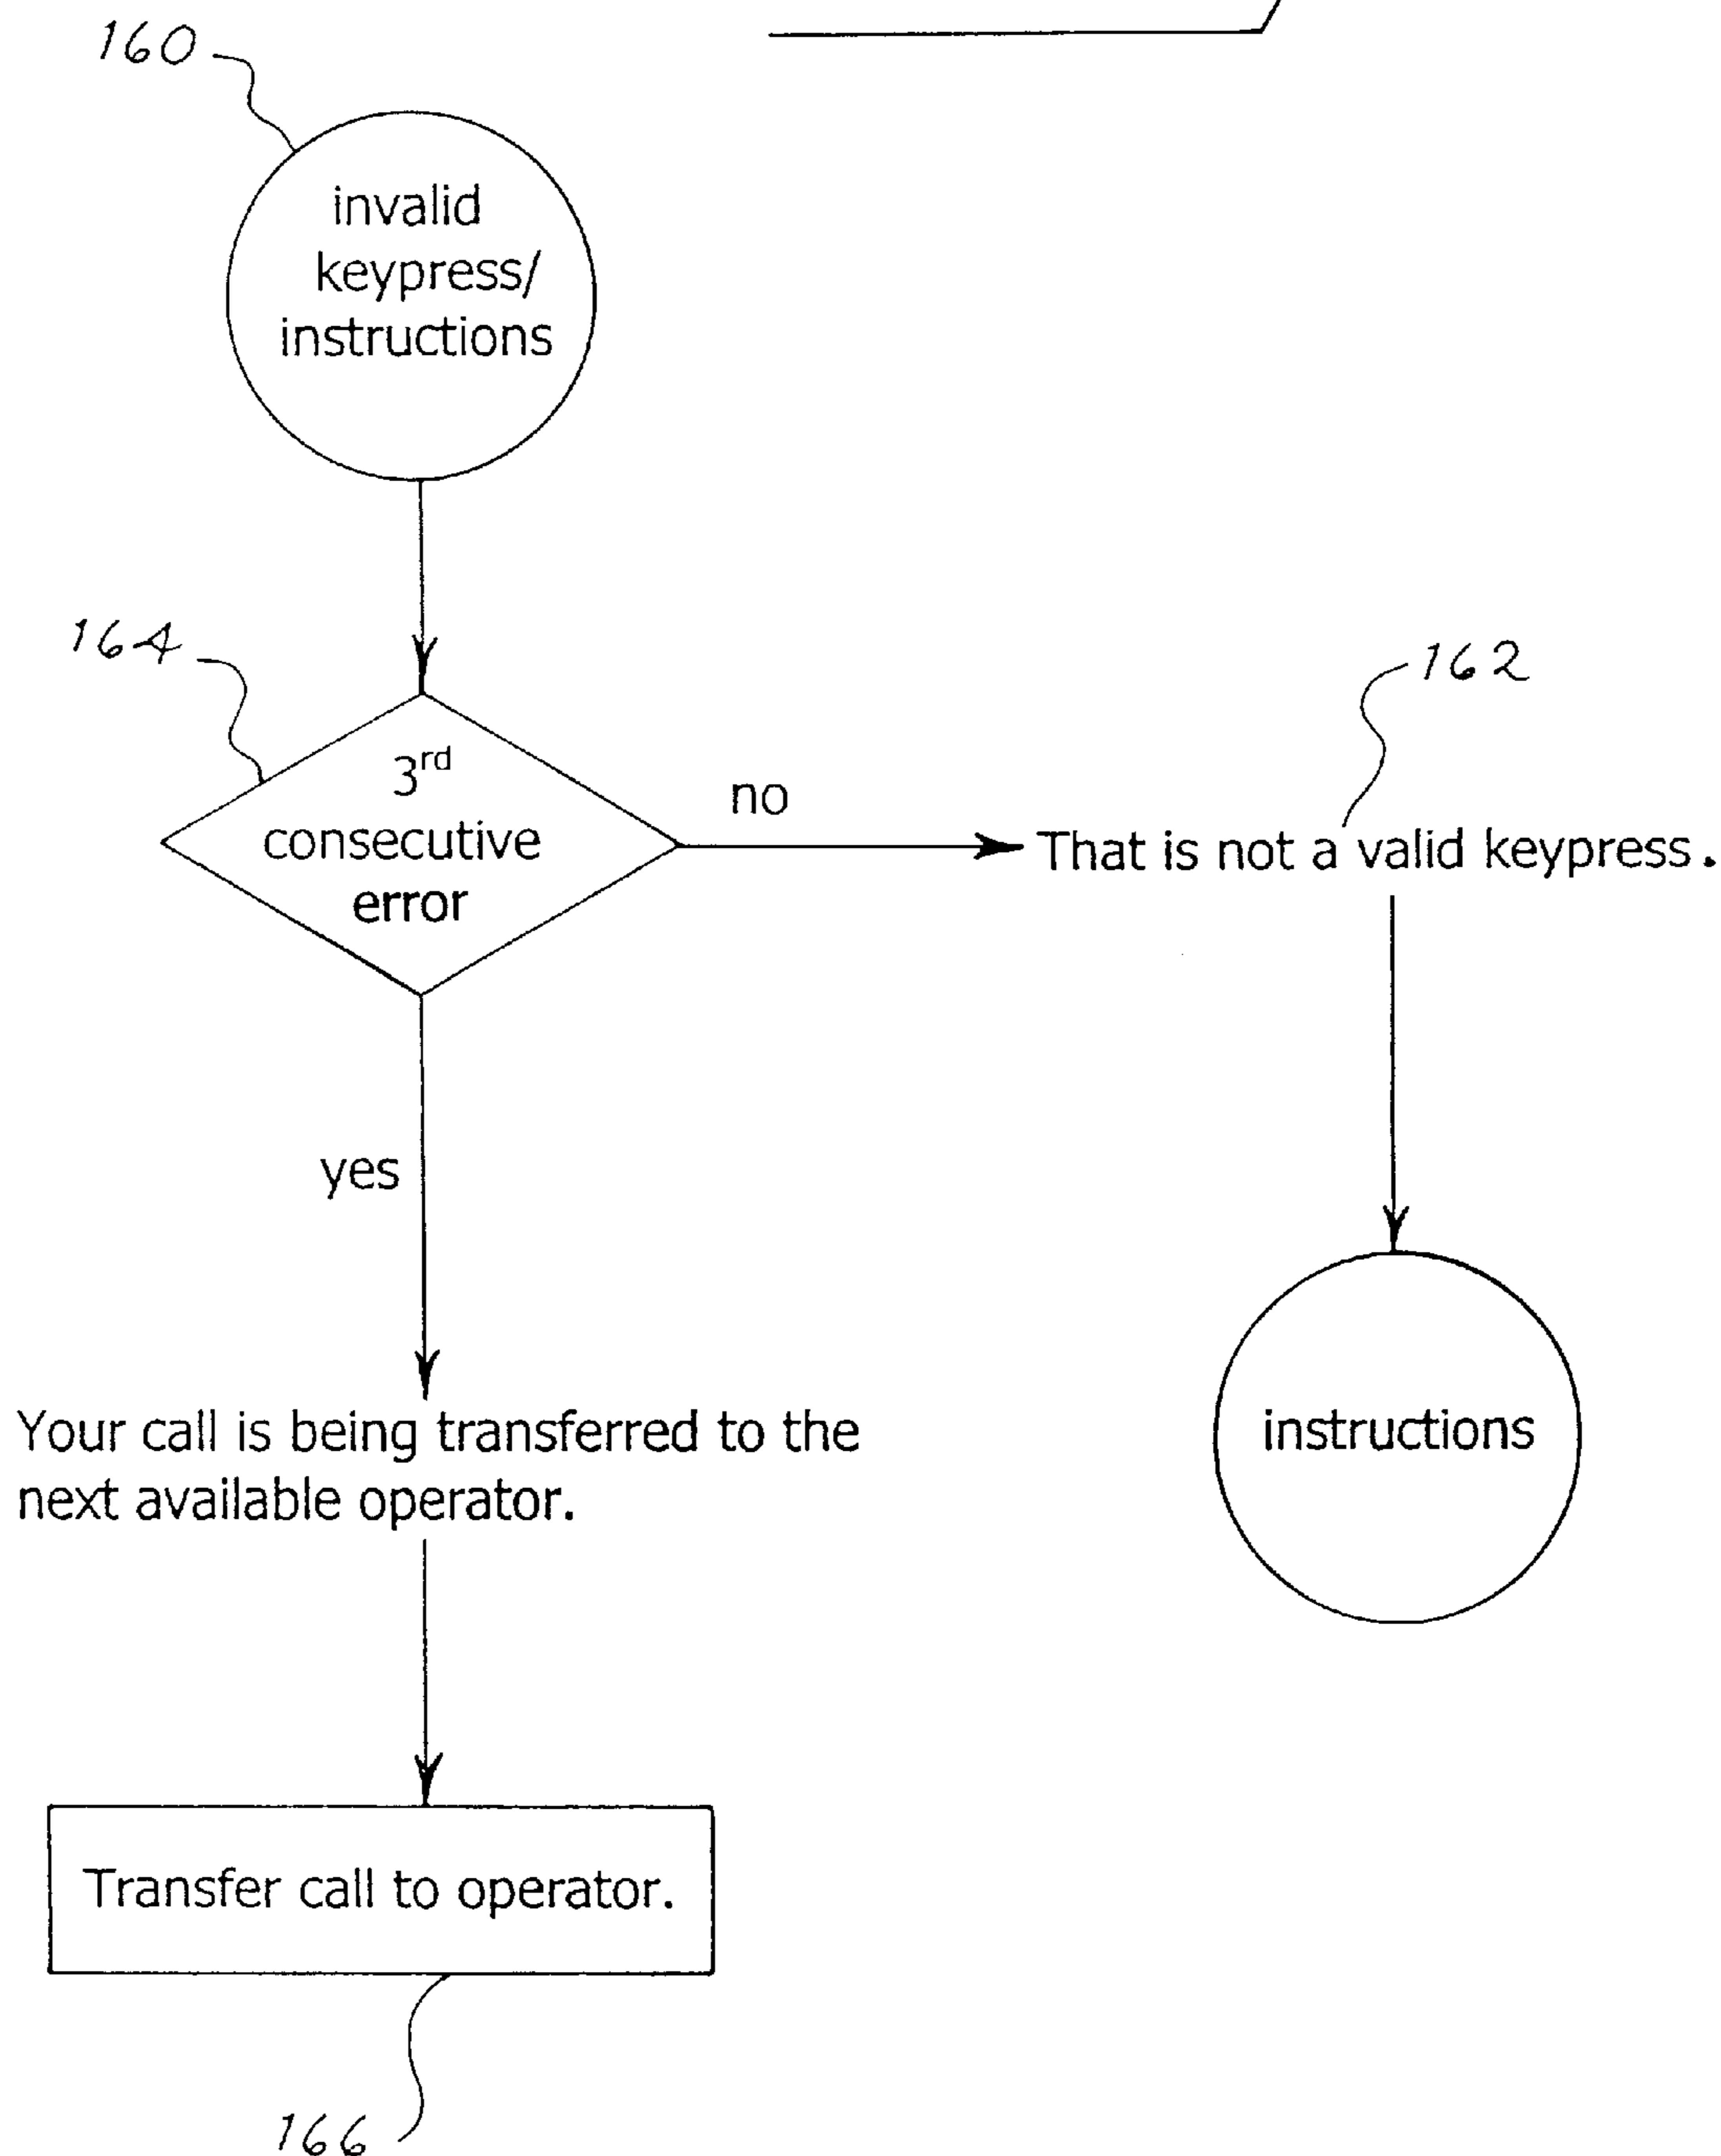 160
invalid
keypress/
instructions
164
3rd
consecutive
error
no
162
That is not a valid keypress.
yes
instructions
Your call is being transferred to the
next available operator.
Transfer call to operator.
166